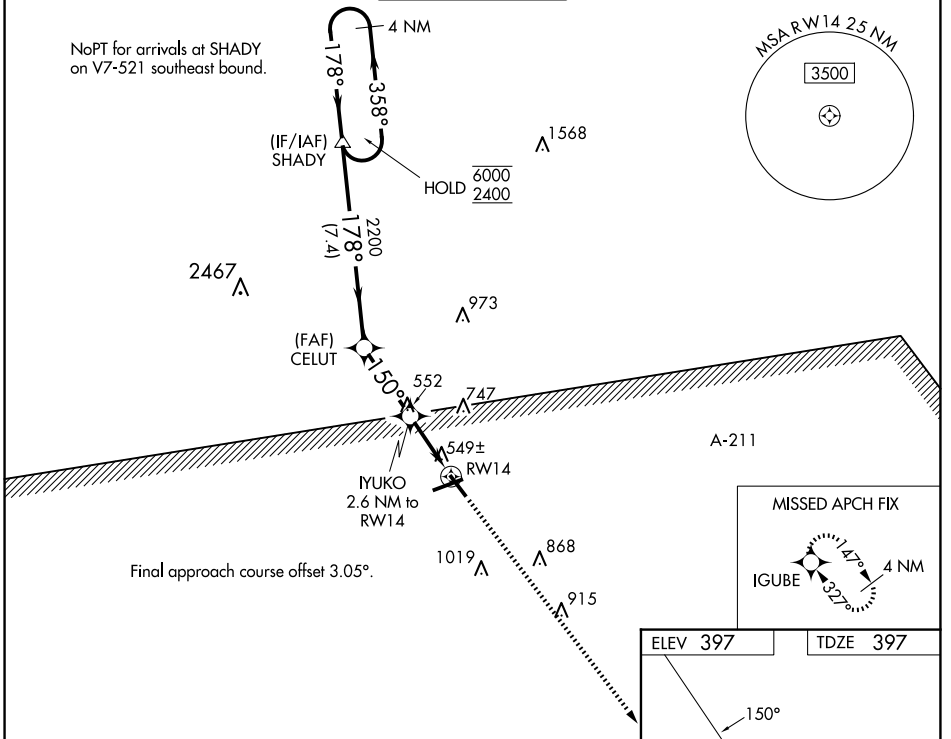 4 NM
NoPT for arrivals at SHADY
on V7-521 southeast bound.
178°
358°
MSA RW14 25 NM
3500
(IF/IAF)
SHADY
1568
HOLD 6000
2400
2200
178°
(7.4)
2467
973
(FAF)
CELUT
150°
552
747
A-211
549±
RW14
IYUKO
2.6 NM to
RW14
MISSED APCH FIX
147°
4 NM
IGUBE
327°
1019
868
Final approach course offset 3.05°.
915
ELEV 397
TDZE 397
150°